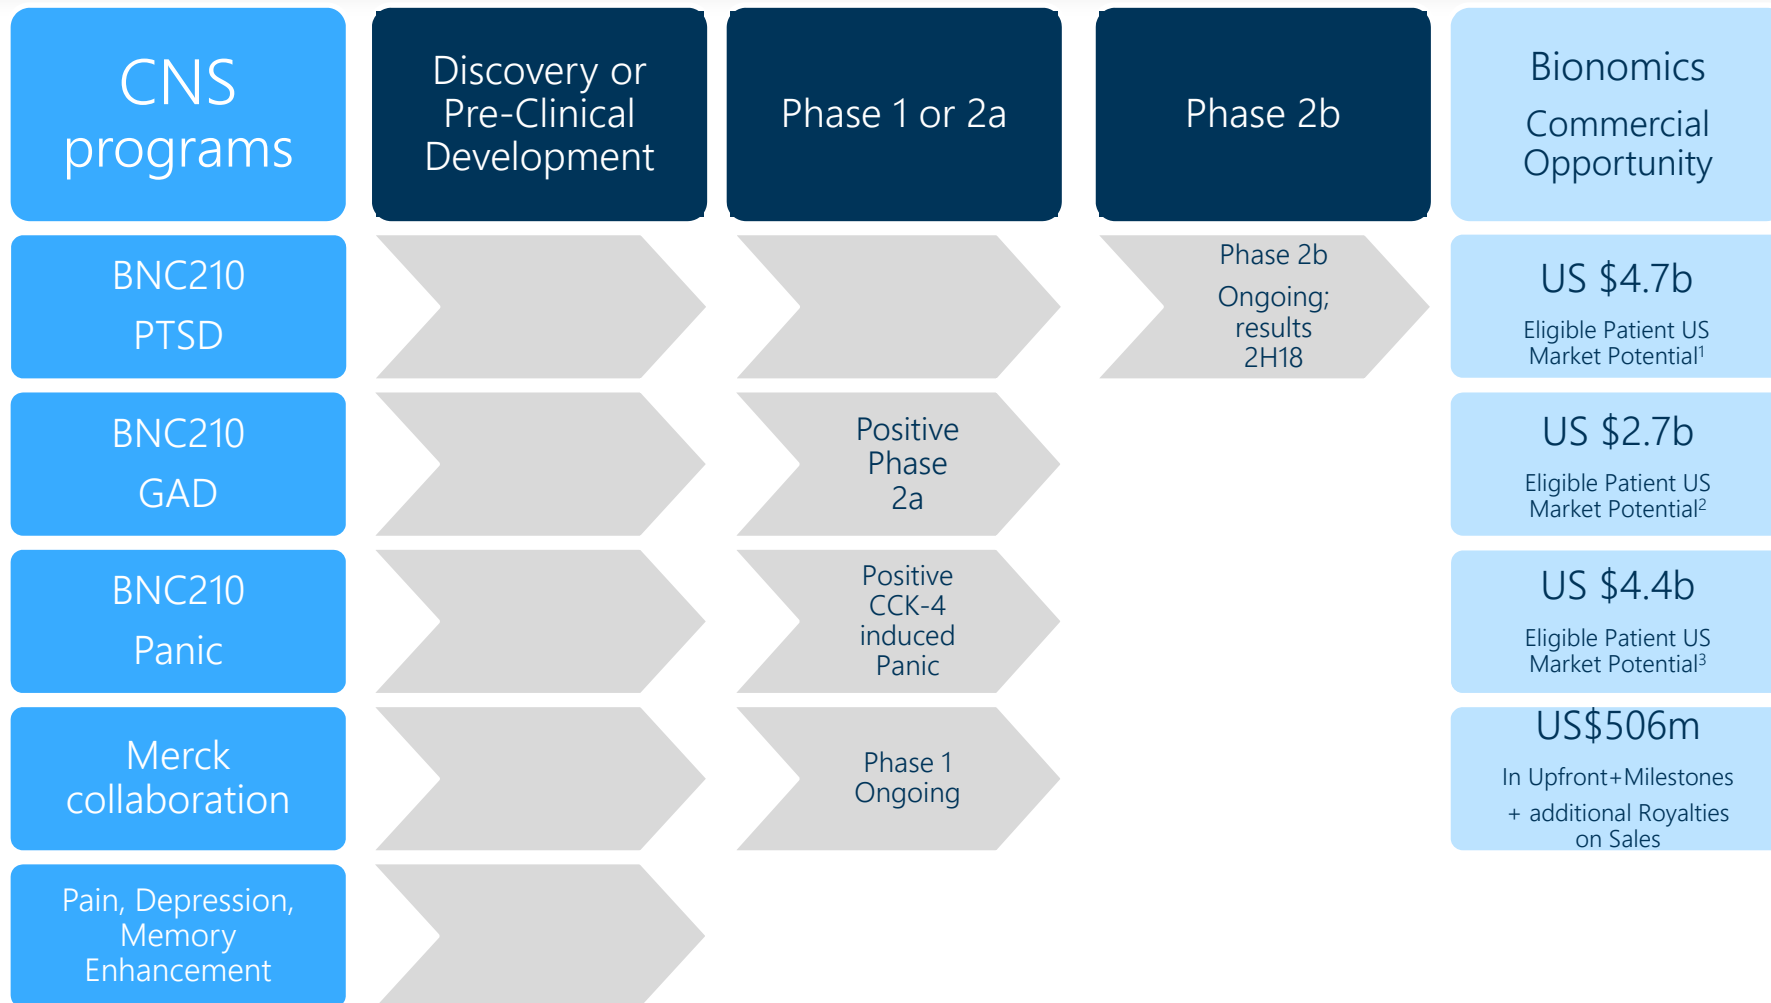 CNS
programs
Discovery or
Pre-Clinical
Development
Phase 1 or 2a
Phase 2b
Bionomics
Commercial
Opportunity
BNC210
PTSD
Phase 2b
Ongoing;
results
2H18
US $4.7b
Eligible Patient US
Market Potential¹
BNC210
GAD
Positive
Phase
2a
US $2.7b
Eligible Patient US
Market Potential²
BNC210
Panic
Positive
CCK-4
induced
Panic
US $4.4b
Eligible Patient US
Market Potential³
Merck
collaboration
Phase 1
Ongoing
US$506m
In Upfront+Milestones
+ additional Royalties
on Sales
Pain, Depression,
Memory
Enhancement